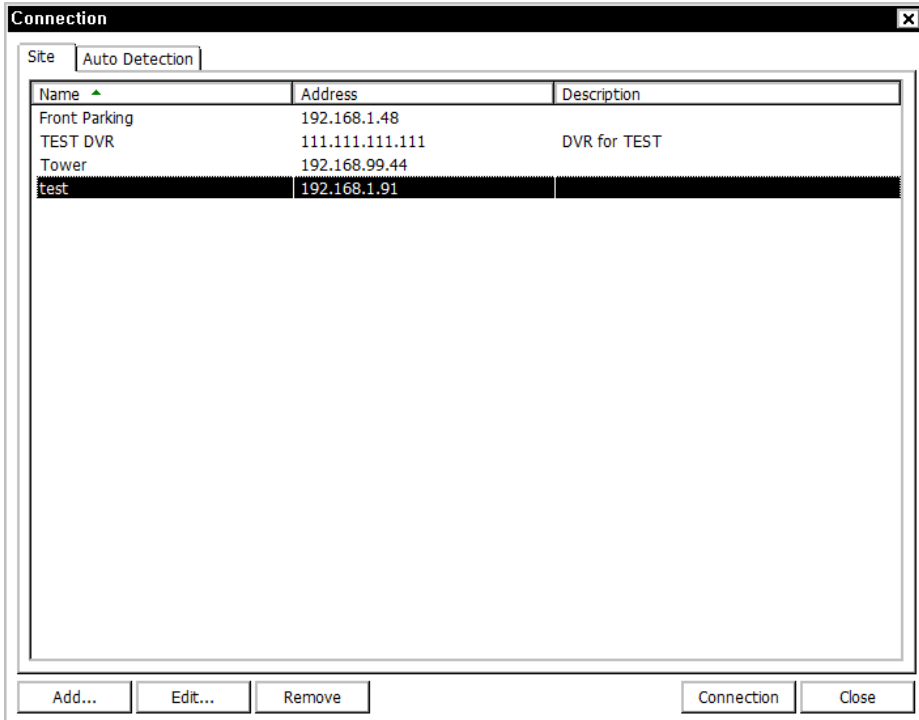 Connection
Site Auto Detection
Name Address Description
Front Parking 192.168.1.48
TEST DVR 111.111.111.111 DVR for TEST
Tower 192.168.99.44
test 192.168.1.91
Add... Edit... Remove Connection Close